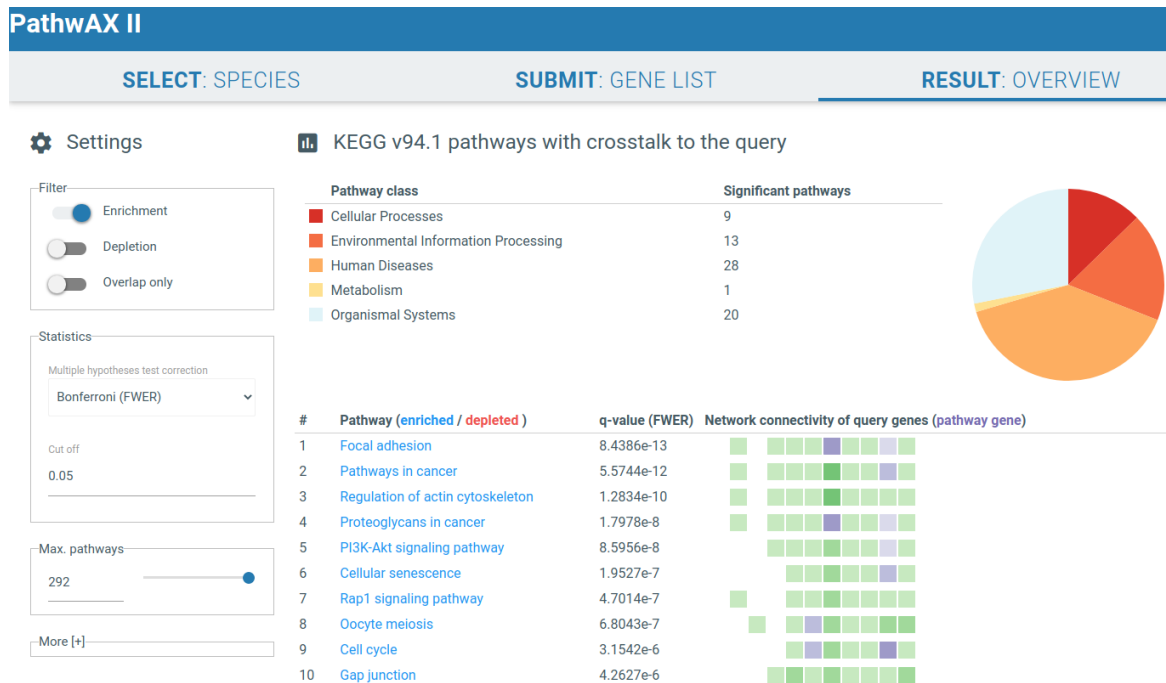 PathwAX II
SELECT: SPECIES
SUBMIT: GENE LIST
RESULT: OVERVIEW
Settings
Filter
Enrichment
Depletion
Overlap only
Statistics
Multiple hypotheses test correction
Bonferroni (FWER)
Cut off
0.05
Max. pathways
292
More [+]
KEGG v94.1 pathways with crosstalk to the query
Pathway class Significant pathways
Cellular Processes 9
Environmental Information Processing 13
Human Diseases 28
Metabolism 1
Organismal Systems 20
# Pathway (enriched / depleted ) q-value (FWER) Network connectivity of query genes (pathway gene)
1 Focal adhesion 8.4386e-13
2 Pathways in cancer 5.5744e-12
3 Regulation of actin cytoskeleton 1.2834e-10
4 Proteoglycans in cancer 1.7978e-8
5 PI3K-Akt signaling pathway 8.5956e-8
6 Cellular senescence 1.9527e-7
7 Rap1 signaling pathway 4.7014e-7
8 Oocyte meiosis 6.8043e-7
9 Cell cycle 3.1542e-6
10 Gap junction 4.2627e-6